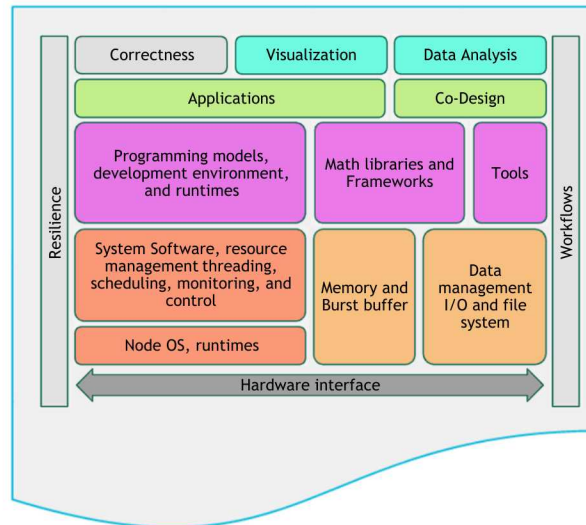 Correctness
Visualization
Data Analysis
Applications
Co-Design
Programming models,
development environment,
and runtimes
Math libraries and
Frameworks
Tools
Resilience
Workflows
System Software, resource
management threading,
scheduling, monitoring, and
control
Memory and
Burst buffer
Data
management
I/O and file
system
Node OS, runtimes
Hardware interface